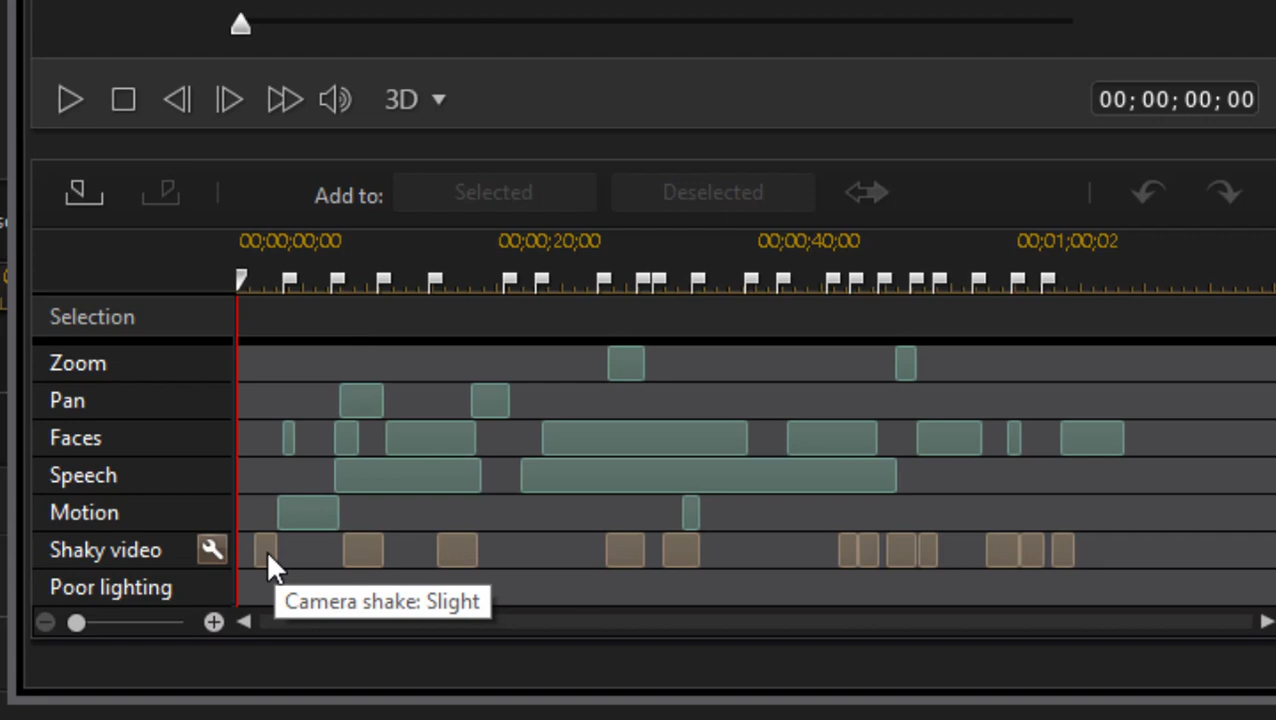 3D
00; 00; 00; 00
Add to: Selected Deselected
00;00;00;00 00;00;20;00 00;00;40;00 00;01;00;02
Selection
Zoom
Pan
Faces
Speech
Motion
Shaky video
Poor lighting
Camera shake: Slight